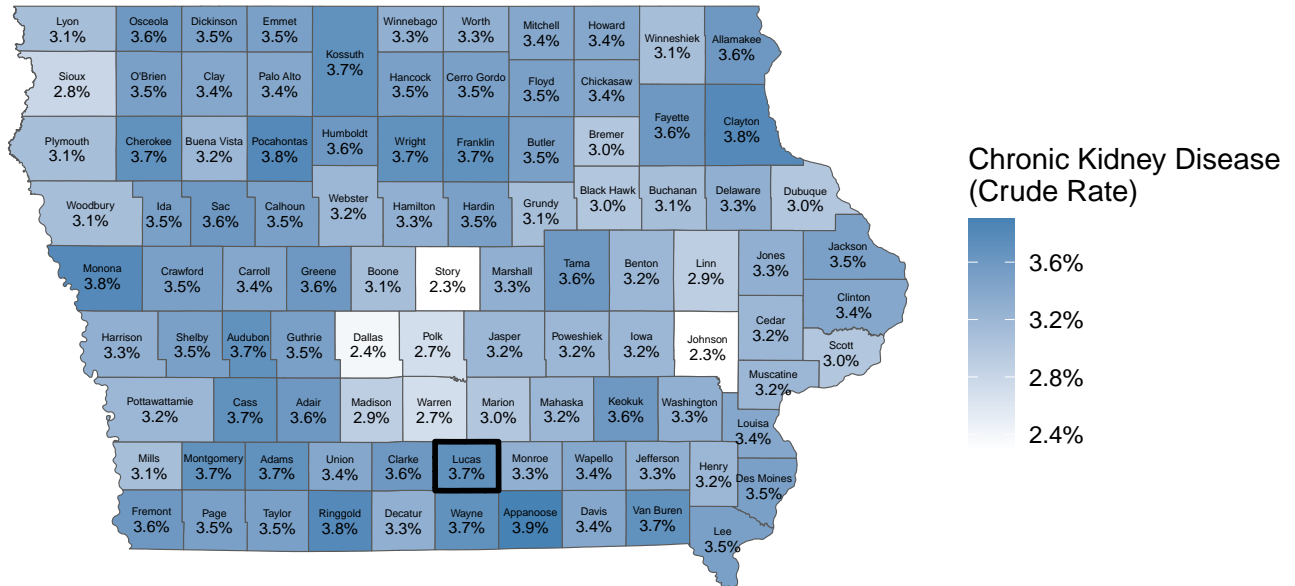 Lyon
3.1%
Osceola
3.6%
Dickinson
3.5%
Emmet
3.5%
Kossuth
3.7%
Winnebago
3.3%
Worth
3.3%
Mitchell
3.4%
Howard
3.4%
Winneshiek
3.1%
Allamakee
3.6%
Sioux
2.8%
O'Brien
3.5%
Clay
3.4%
Palo Alto
3.4%
Hancock
3.5%
Cerro Gordo
3.5%
Floyd
3.5%
Chickasaw
3.4%
Plymouth
3.1%
Cherokee
3.7%
Buena Vista
3.2%
Pocahontas
3.8%
Humboldt
3.6%
Wright
3.7%
Franklin
3.7%
Butler
3.5%
Bremer
3.0%
Fayette
3.6%
Clayton
3.8%
Woodbury
3.1%
Ida
3.5%
Sac
3.6%
Calhoun
3.5%
Webster
3.2%
Hamilton
3.3%
Hardin
3.5%
Grundy
3.1%
Black Hawk
3.0%
Buchanan
3.1%
Delaware
3.3%
Dubuque
3.0%
Monona
3.8%
Crawford
3.5%
Carroll
3.4%
Greene
3.6%
Boone
3.1%
Story
2.3%
Marshall
3.3%
Tama
3.6%
Benton
3.2%
Linn
2.9%
Jones
3.3%
Jackson
3.5%
Clinton
3.4%
Harrison
3.3%
Shelby
3.5%
Audubon
3.7%
Guthrie
3.5%
Dallas
2.4%
Polk
2.7%
Jasper
3.2%
Poweshiek
3.2%
Iowa
3.2%
Johnson
2.3%
Cedar
3.2%
Scott
3.0%
Muscatine
3.2%
Pottawattamie
3.2%
Cass
3.7%
Adair
3.6%
Madison
2.9%
Warren
2.7%
Marion
3.0%
Mahaska
3.2%
Keokuk
3.6%
Washington
3.3%
Louisa
3.4%
Mills
3.1%
Montgomery
3.7%
Adams
3.7%
Union
3.4%
Clarke
3.6%
Lucas
3.7%
Monroe
3.3%
Wapello
3.4%
Jefferson
3.3%
Henry
3.2%
Des Moines
3.5%
Fremont
3.6%
Page
3.5%
Taylor
3.5%
Ringgold
3.8%
Decatur
3.3%
Wayne
3.7%
Appanoose
3.9%
Davis
3.4%
Van Buren
3.7%
Lee
3.5%
Chronic Kidney Disease
(Crude Rate)
3.6%
3.2%
2.8%
2.4%